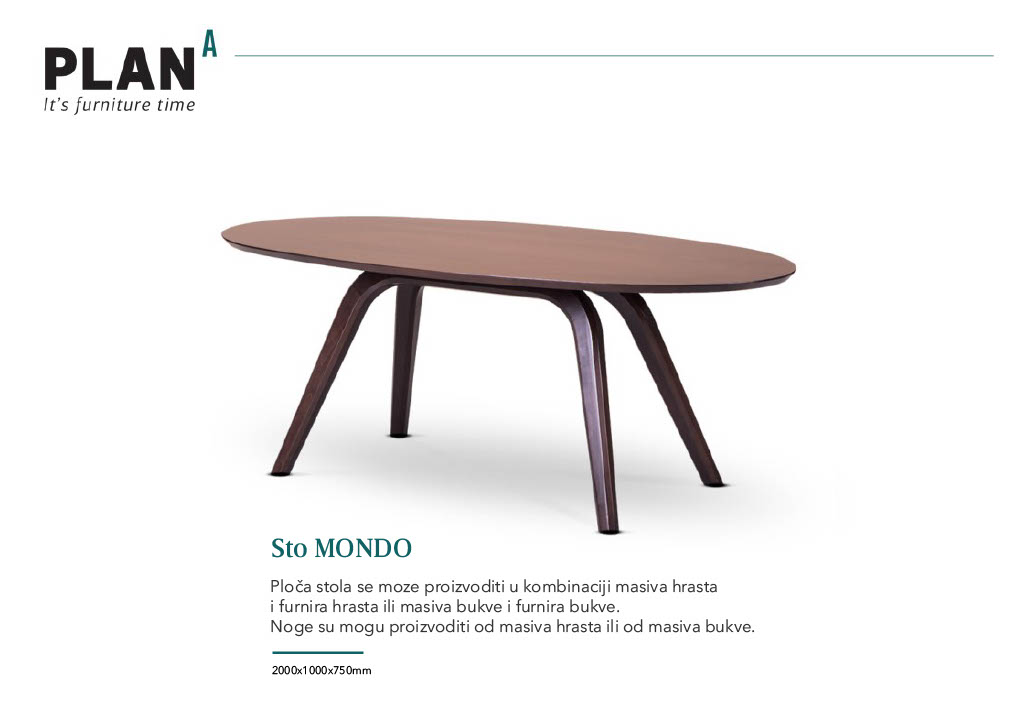 PLAN A
It's furniture time
Sto MONDO
Ploča stola se moze proizvoditi u kombinaciji masiva hrasta
i furnira hrasta ili masiva bukve i furnira bukve.
Noge su mogu proizvoditi od masiva hrasta ili od masiva bukve.
2000x1000x750mm